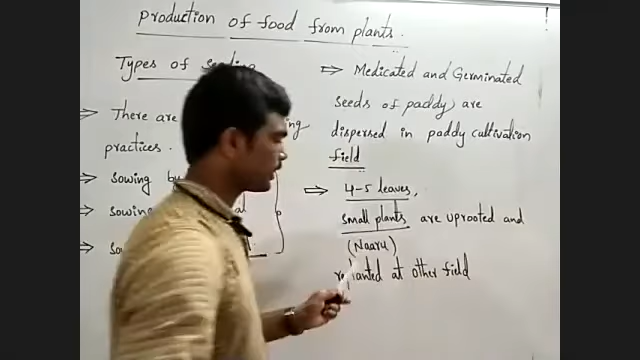 Production of food from plants.
Types of
⇒ There are
practices.
⇒ Sowing
⇒ Sowing
⇒
⇒ Medicated and Germinated
seeds of paddy are
dispersed in paddy cultivation
field
⇒ 4-5 leaves,
small plants are uprooted and
(Naaru)
replanted at other field